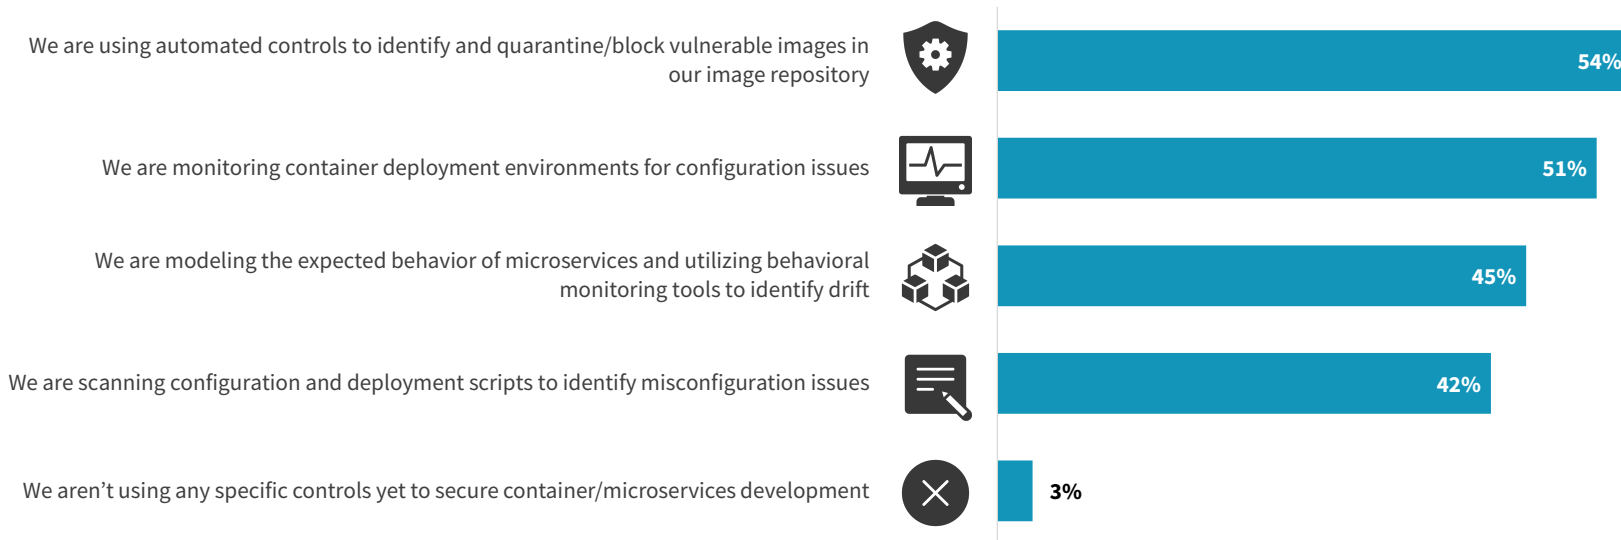 We are using automated controls to identify and quarantine/block vulnerable images in
our image repository
54%
We are monitoring container deployment environments for configuration issues
51%
We are modeling the expected behavior of microservices and utilizing behavioral
monitoring tools to identify drift
45%
We are scanning configuration and deployment scripts to identify misconfiguration issues
42%
We aren’t using any specific controls yet to secure container/microservices development
3%